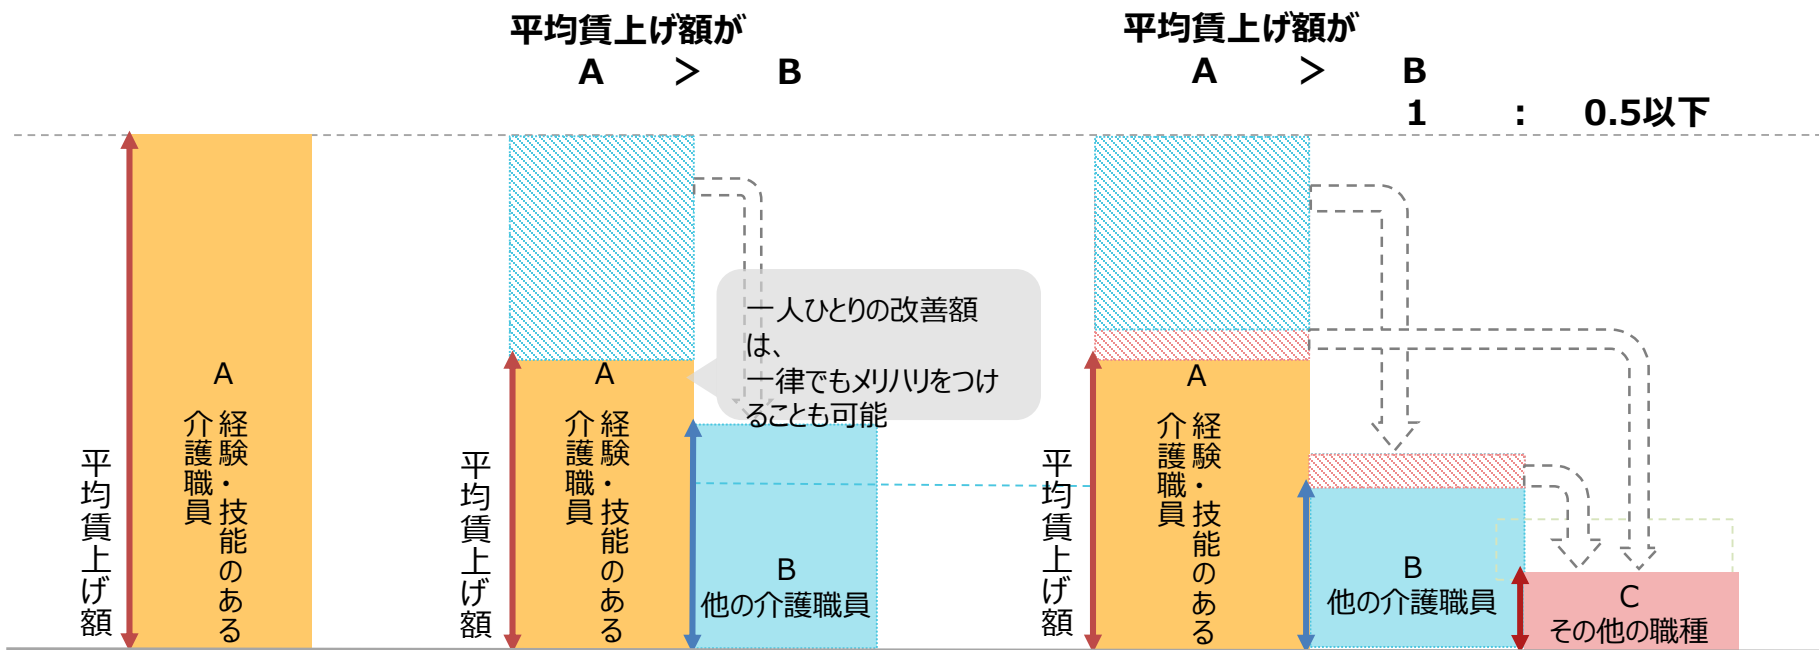 平均賃上げ額が
A ＞ B
平均賃上げ額が
A ＞ B
1 : 0.5以下
平均賃上げ額
A
経験・技能のある
介護職員
平均賃上げ額
A
経験・技能のある
介護職員
一人ひとりの改善額
は、
一律でもメリハリをつけ
ることも可能
B
他の介護職員
平均賃上げ額
A
経験・技能のある
介護職員
B
他の介護職員
C
その他の職種